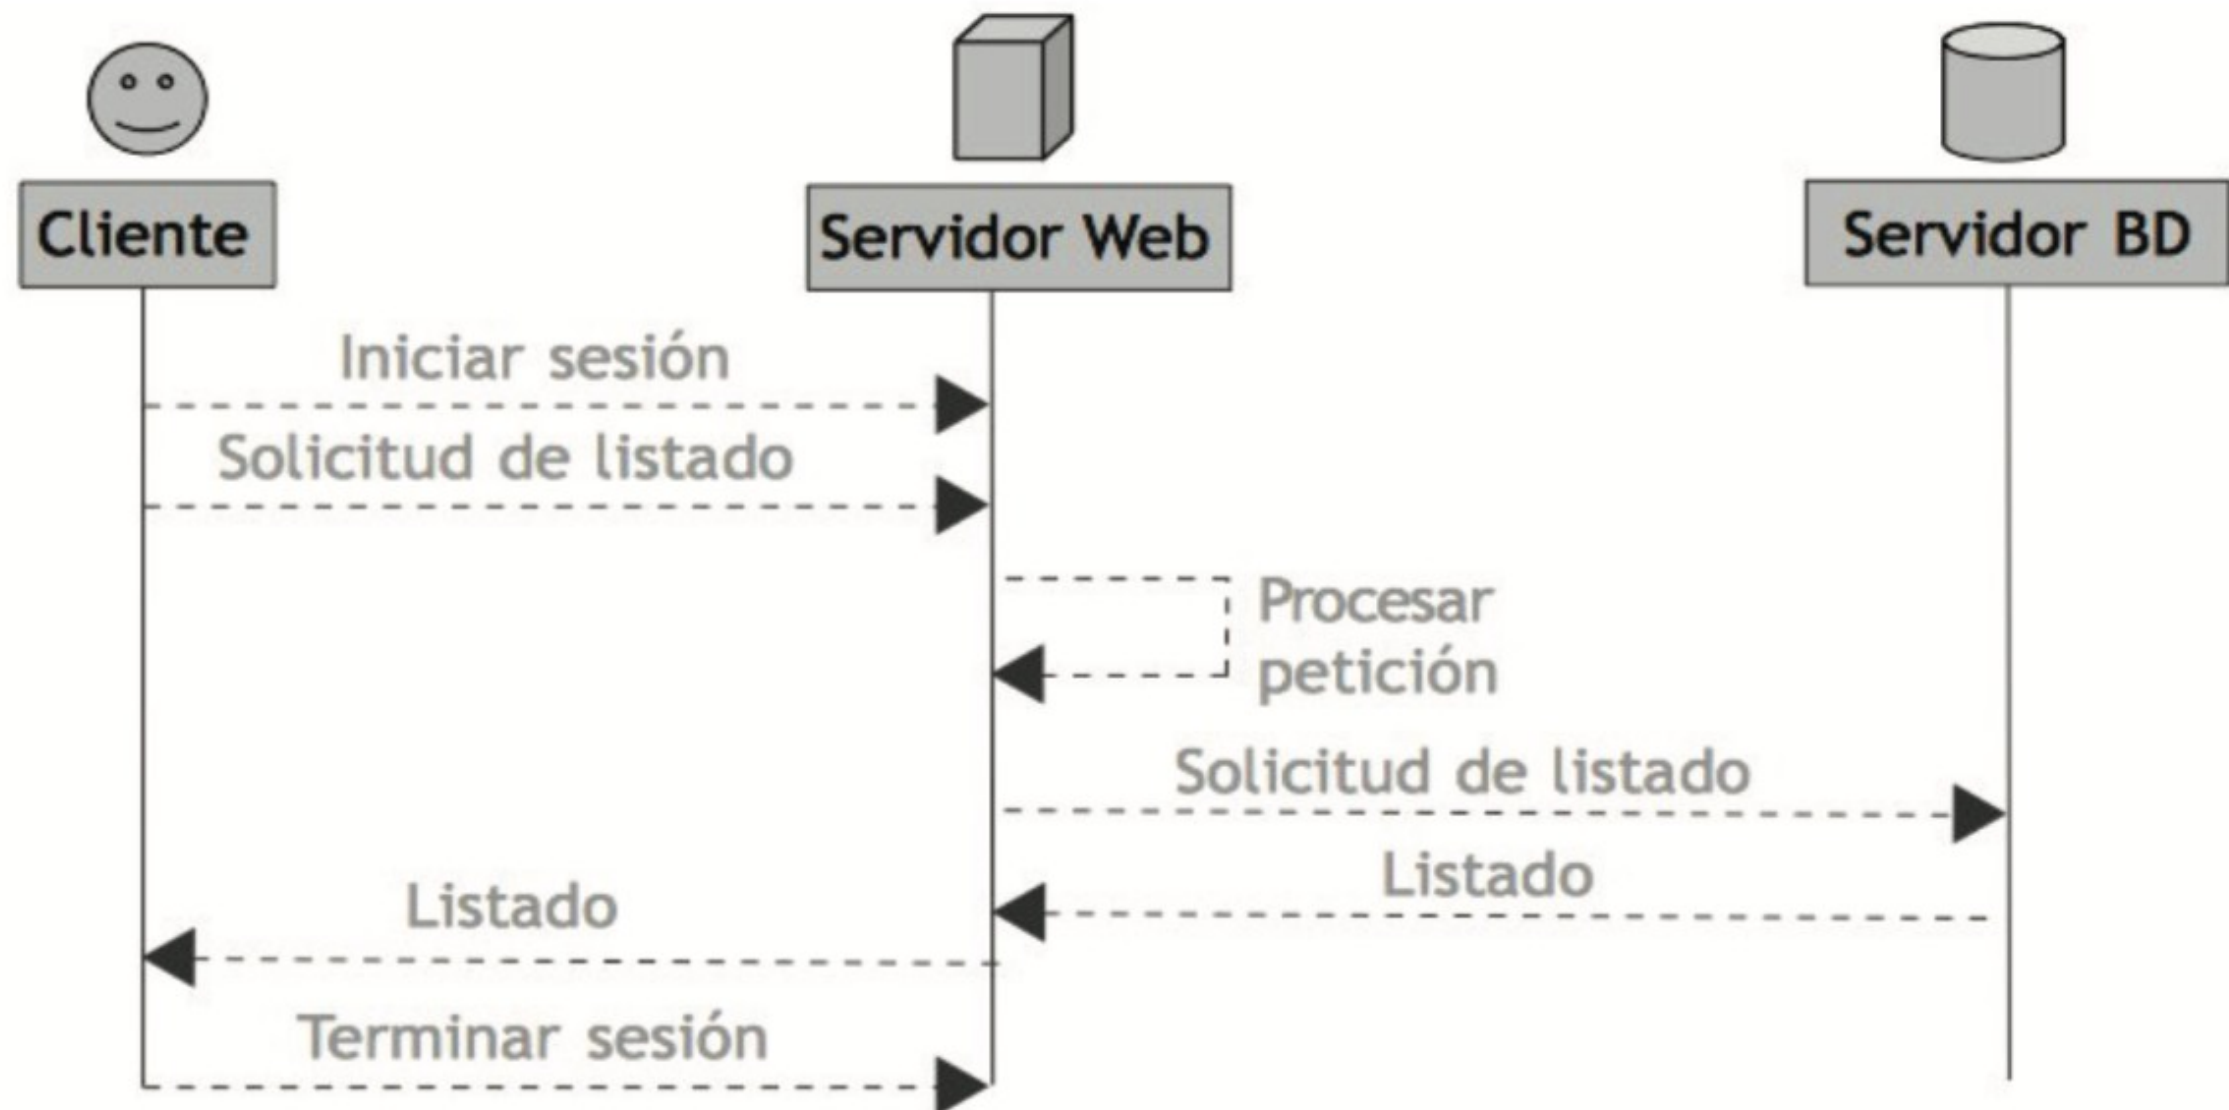 Cliente
Servidor Web
Servidor BD
Iniciar sesión
Solicitud de listado
Procesar
petición
Solicitud de listado
Listado
Listado
Terminar sesión